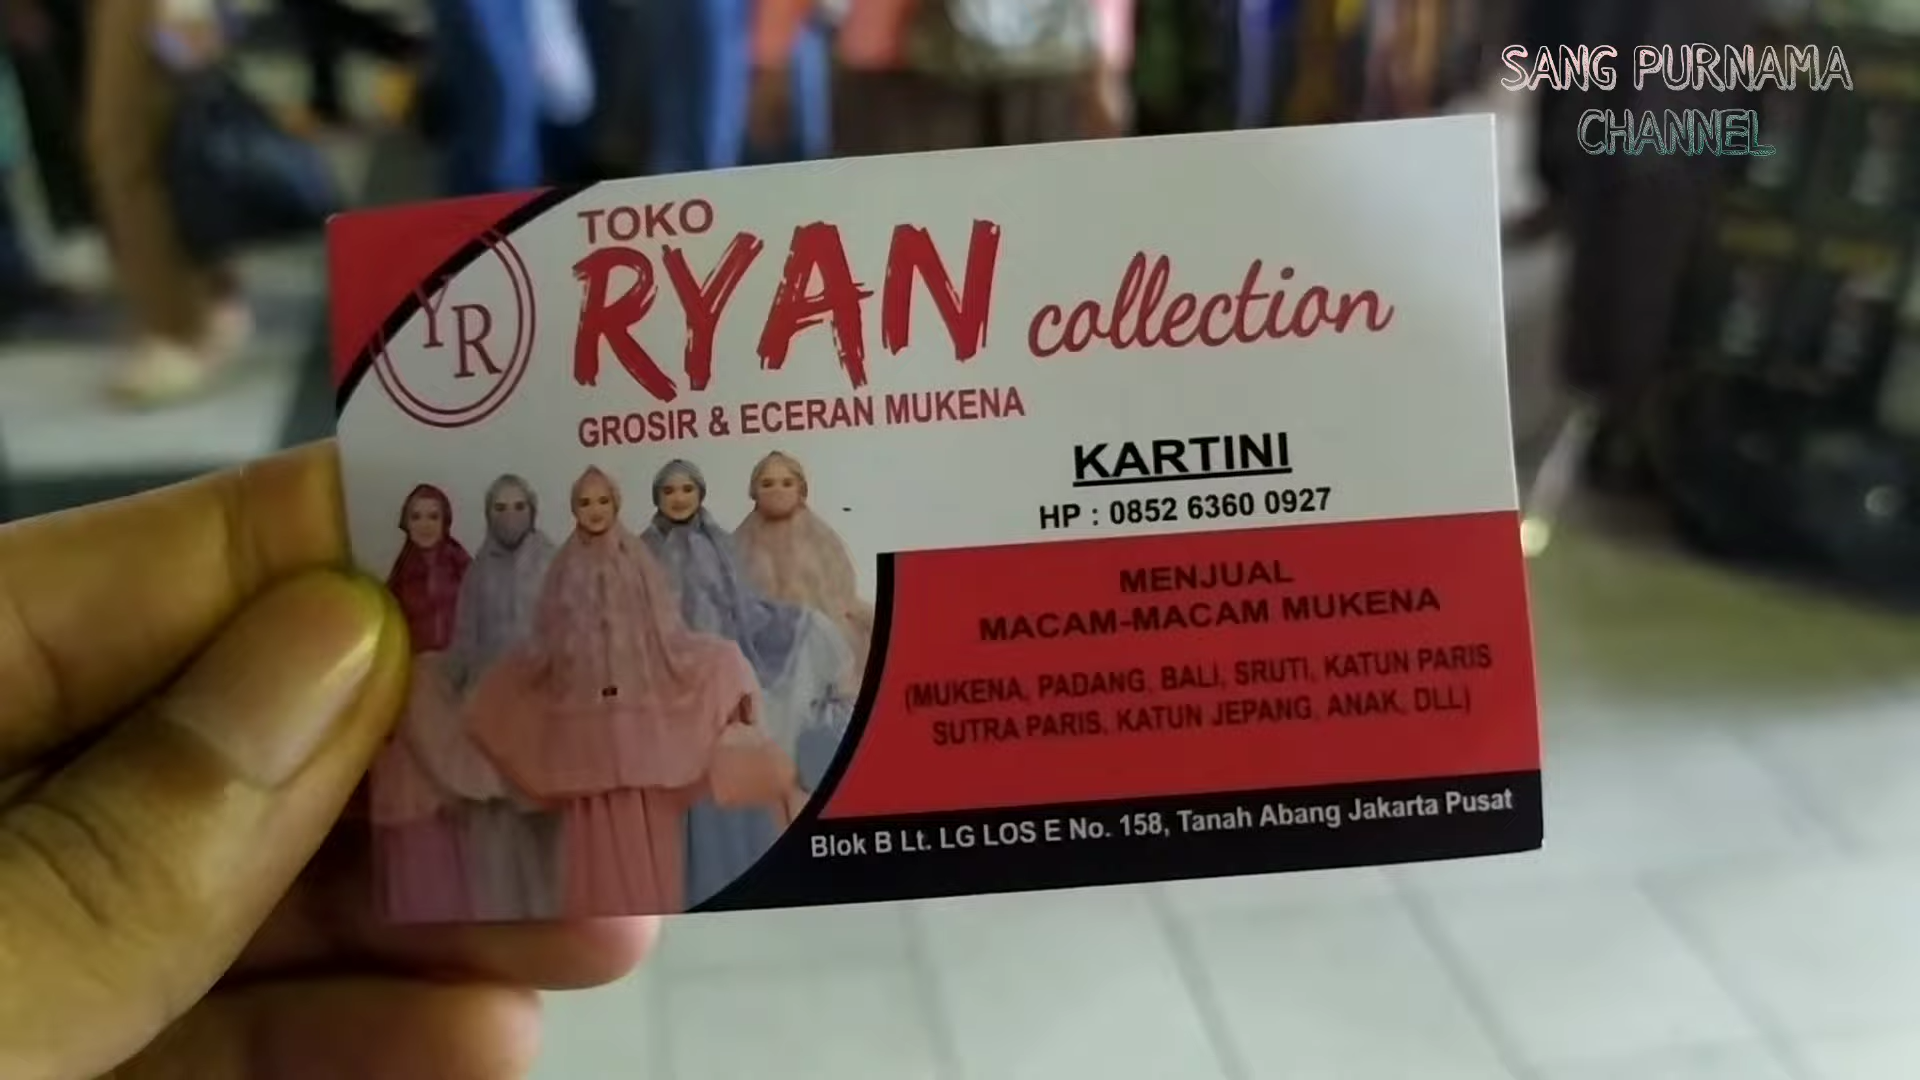 SANG PURNAMA
CHANNEL
TOKO
RYAN collection
YR
GROSIR & ECERAN MUKENA
KARTINI
HP : 0852 6360 0927
MENJUAL
MACAM-MACAM MUKENA
(MUKENA, PADANG, BALI, SRUTI, KATUN PARIS
SUTRA PARIS, KATUN JEPANG, ANAK, DLL)
Blok B Lt. LG LOS E No. 158, Tanah Abang Jakarta Pusat